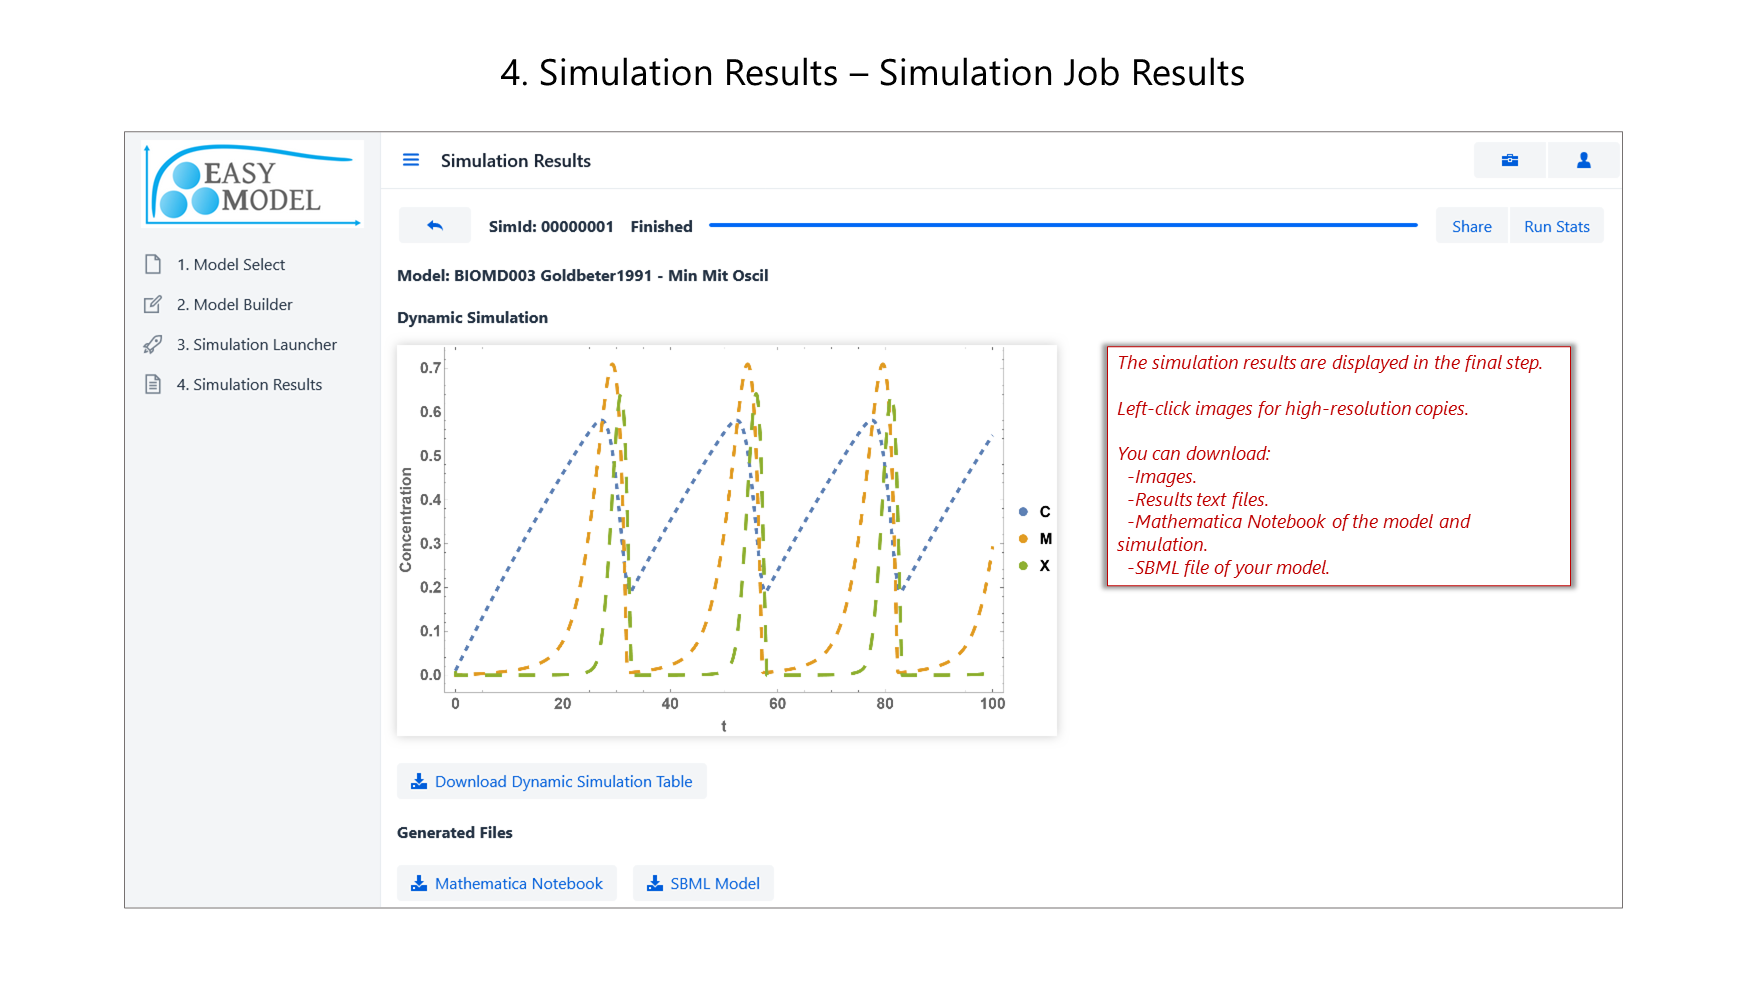 4. Simulation Results – Simulation Job Results
EASY
MODEL
1. Model Select
2. Model Builder
3. Simulation Launcher
4. Simulation Results
Simulation Results
SimId: 00000001 Finished
Share
Run Stats
Model: BIOMD003 Goldbeter1991 - Min Mit Oscil
Dynamic Simulation
0.7
0.6
0.5
0.4
0.3
0.2
0.1
0.0
Concentration
0 20 40 60 80 100
t
C
M
X
The simulation results are displayed in the final step.
Left-click images for high-resolution copies.
You can download:
-Images.
-Results text files.
-Mathematica Notebook of the model and
simulation.
-SBML file of your model.
Download Dynamic Simulation Table
Generated Files
Mathematica Notebook
SBML Model